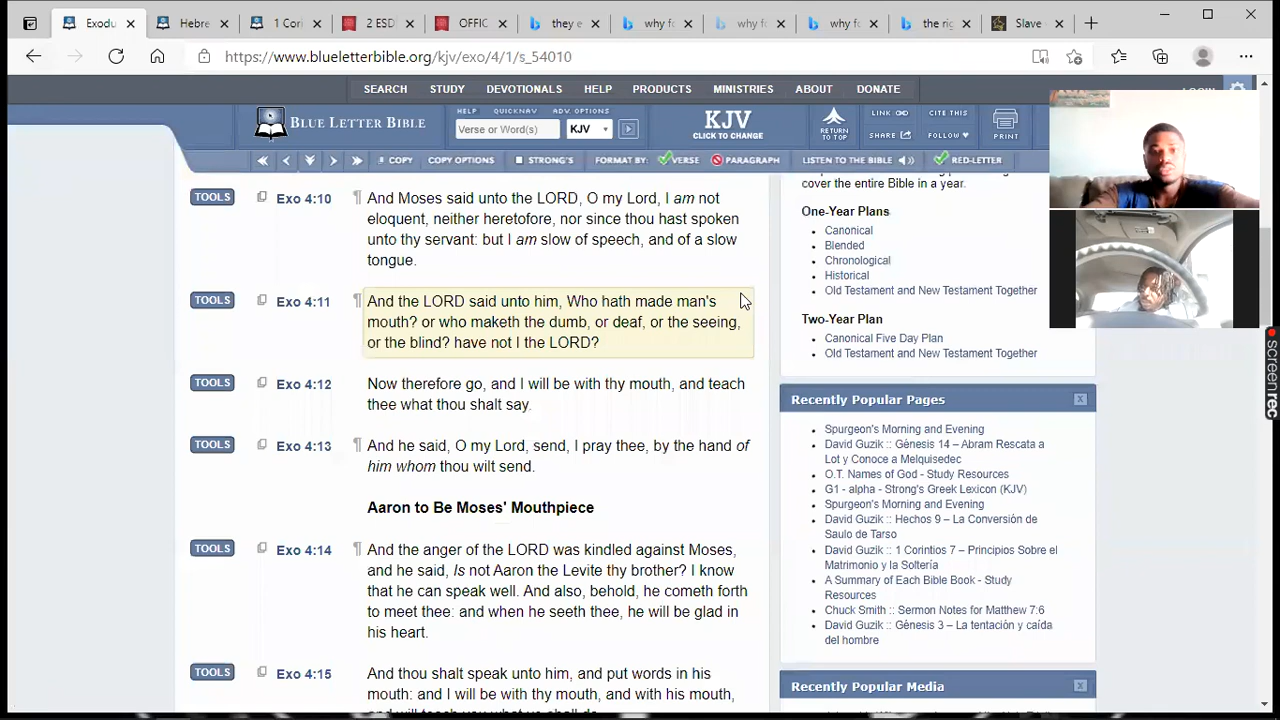 Exodu
Hebre
1 Cori
2 ESD
OFFIC
they e
why fo
why fo
why fo
the rig
Slave
https://www.blueletterbible.org/kjv/exo/4/1/s_54010
SEARCH STUDY DEVOTIONALS HELP PRODUCTS MINISTRIES ABOUT DONATE
BLUE LETTER BIBLE
HELP QUICKNAV ADV. OPTIONS
Verse or Word(s) KJV
KJV
CLICK TO CHANGE
RETURN
TO TOP
LINK
SHARE
CITE THIS
FOLLOW
PRINT
COPY COPY OPTIONS STRONG'S FORMAT BY: VERSE PARAGRAPH LISTEN TO THE BIBLE RED-LETTER
TOOLS Exo 4:10 ¶ And Moses said unto the LORD, O my Lord, I am not
eloquent, neither heretofore, nor since thou hast spoken
unto thy servant: but I am slow of speech, and of a slow
tongue.
TOOLS Exo 4:11 ¶ And the LORD said unto him, Who hath made man's
mouth? or who maketh the dumb, or deaf, or the seeing,
or the blind? have not I the LORD?
TOOLS Exo 4:12 Now therefore go, and I will be with thy mouth, and teach
thee what thou shalt say.
TOOLS Exo 4:13 ¶ And he said, O my Lord, send, I pray thee, by the hand of
him whom thou wilt send.
Aaron to Be Moses' Mouthpiece
TOOLS Exo 4:14 ¶ And the anger of the LORD was kindled against Moses,
and he said, Is not Aaron the Levite thy brother? I know
that he can speak well. And also, behold, he cometh forth
to meet thee: and when he seeth thee, he will be glad in
his heart.
TOOLS Exo 4:15 And thou shalt speak unto him, and put words in his
mouth: and I will be with thy mouth, and with his mouth,
and will teach you what ye shall do.
cover the entire Bible in a year.
One-Year Plans
Canonical
Blended
Chronological
Historical
Old Testament and New Testament Together
Two-Year Plan
Canonical Five Day Plan
Old Testament and New Testament Together
Recently Popular Pages
Spurgeon's Morning and Evening
David Guzik :: Génesis 14 – Abram Rescata a
Lot y Conoce a Melquisedec
O.T. Names of God - Study Resources
G1 - alpha - Strong's Greek Lexicon (KJV)
Spurgeon's Morning and Evening
David Guzik :: Hechos 9 – La Conversión de
Saulo de Tarso
David Guzik :: 1 Corintios 7 – Principios Sobre el
Matrimonio y la Soltería
A Summary of Each Bible Book - Study
Resources
Chuck Smith :: Sermon Notes for Matthew 7:6
David Guzik :: Génesis 3 – La tentación y caída
del hombre
Recently Popular Media
screenrec